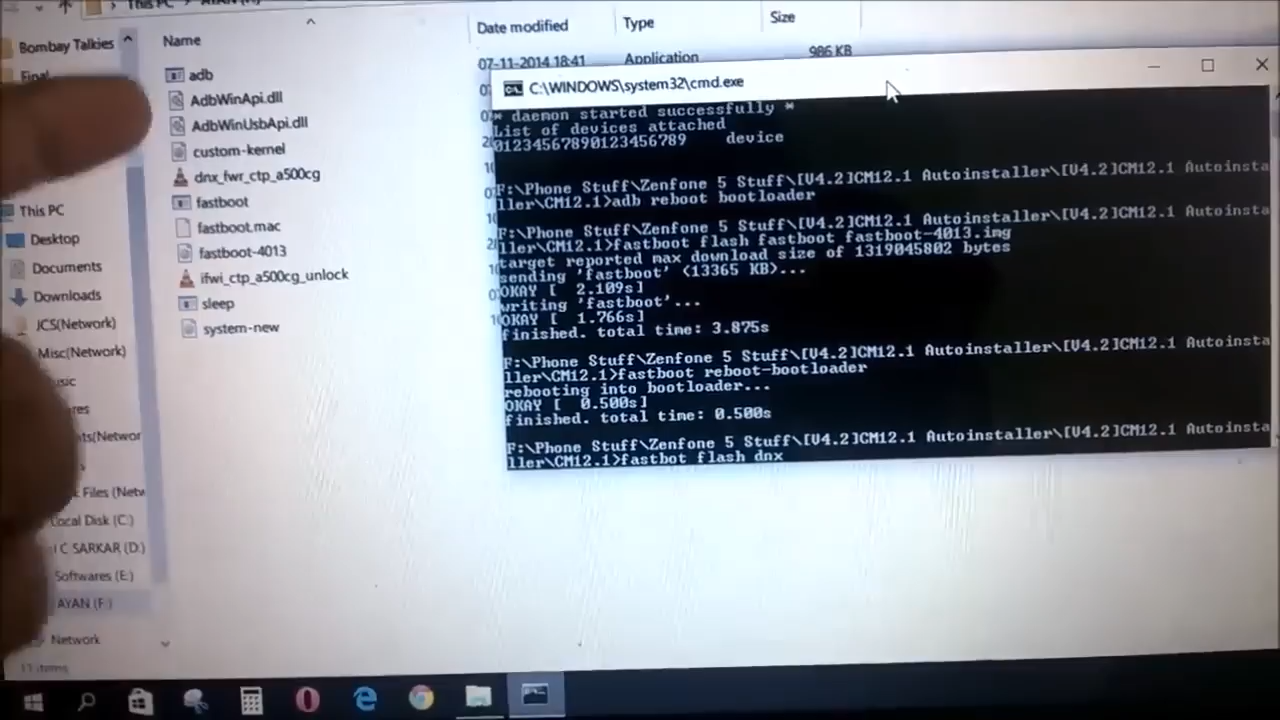 This PC
Name
Date modified
Type
Size
Bombay Talkies
Final
This PC
Desktop
Documents
Downloads
JCS(Network)
Misc(Network)
Files (Netw
Local Disk (C:)
I C SARKAR (D:)
Softwares (E:)
AYAN (F:)
Network
items
adb
07-11-2014 18:41
Application
986 KB
AdbWinApi.dll
AdbWinUsbApi.dll
custom-kernel
dnx_fwr_ctp_a500cg
fastboot
fastboot.mac
fastboot-4013
ifwi_ctp_a500cg_unlock
sleep
system-new
C:\WINDOWS\system32\cmd.exe
* daemon started successfully *
List of devices attached
01234567890123456789 device
F:\Phone Stuff\Zenfone 5 Stuff\[V4.2]CM12.1 Autoinstaller\[V4.2]CM12.1 Autoinsta
ller\CM12.1>adb reboot bootloader
F:\Phone Stuff\Zenfone 5 Stuff\[V4.2]CM12.1 Autoinstaller\[V4.2]CM12.1 Autoinsta
ller\CM12.1>fastboot flash fastboot fastboot-4013.img
target reported max download size of 1319045802 bytes
sending 'fastboot' (13365 KB)...
OKAY [ 2.109s]
writing 'fastboot'...
OKAY [ 1.766s]
finished. total time: 3.875s
F:\Phone Stuff\Zenfone 5 Stuff\[V4.2]CM12.1 Autoinstaller\[V4.2]CM12.1 Autoinsta
ller\CM12.1>fastboot reboot-bootloader
rebooting into bootloader...
OKAY [ 0.500s]
finished. total time: 0.500s
F:\Phone Stuff\Zenfone 5 Stuff\[V4.2]CM12.1 Autoinstaller\[V4.2]CM12.1 Autoinsta
ller\CM12.1>fastbot flash dnx